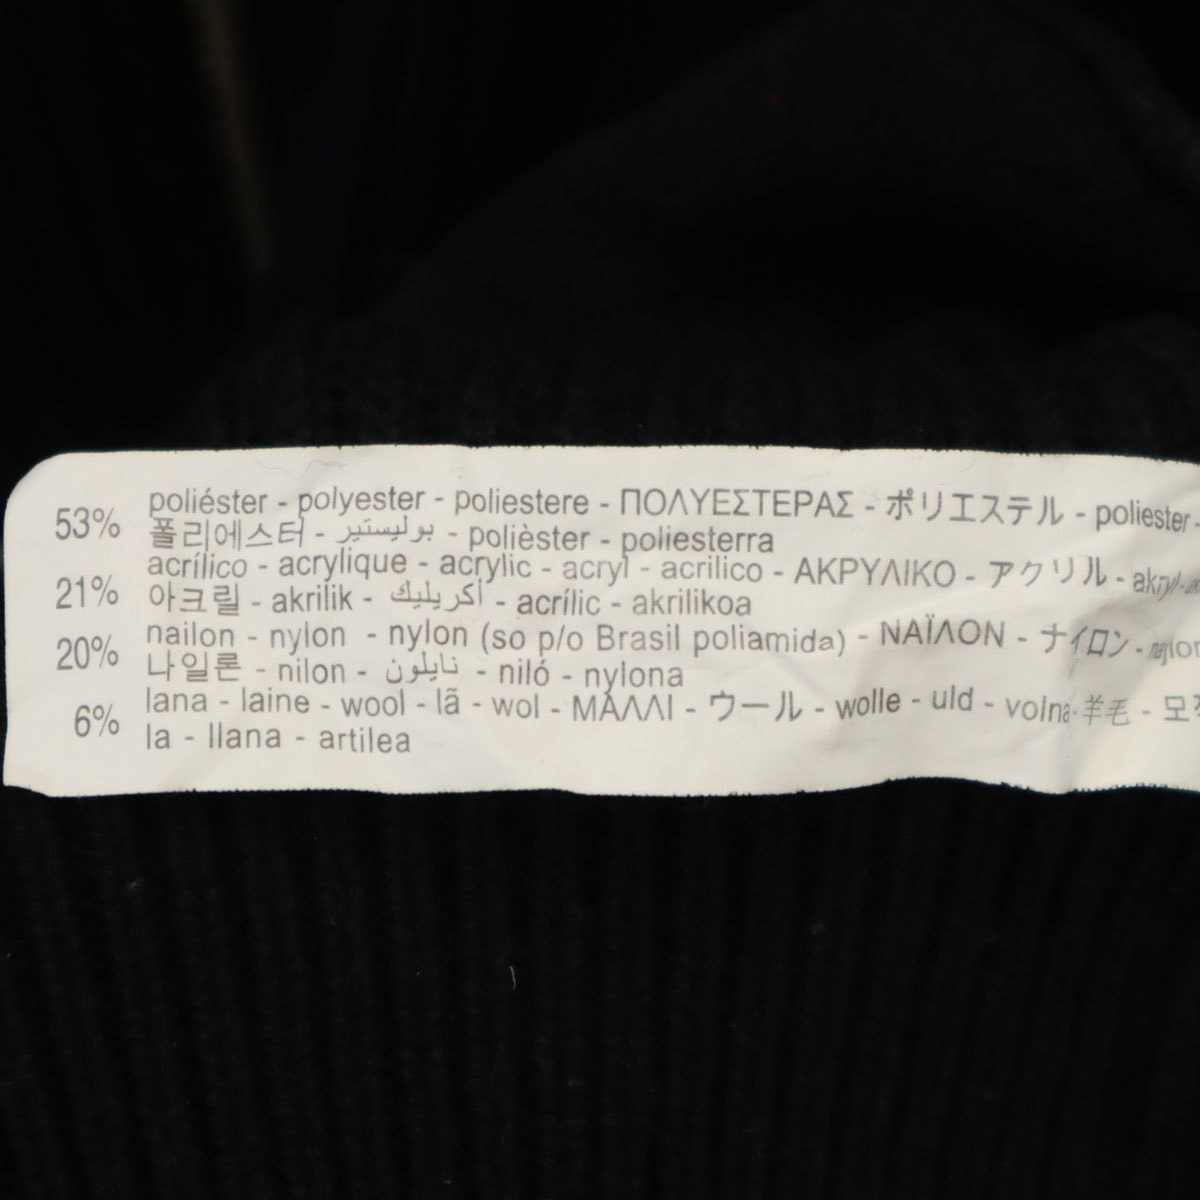 53% poliéster - polyester - poliestere - ΠΟΛΥΕΣΤΕΡΑΣ - ポリエステル - poliester -
폴리에스터 - بوليستير - polièster - poliesterra
21% acrílico - acrylique - acrylic - acryl - acrilico - ΑΚΡΥΛΙΚΟ - アクリル - akryl -
아크릴 - akrilik - أكريليك - acrílic - akrilikoa
20% nailon - nylon - nylon (so p/o Brasil poliamida) - ΝΑΪΛΟΝ - ナイロン -
나일론 - nilon - نايلون - niló - nylona
6% lana - laine - wool - lã - wol - ΜΑΛΛΙ - ウール - wolle - uld - volna - 羊毛 -
la - llana - artilea